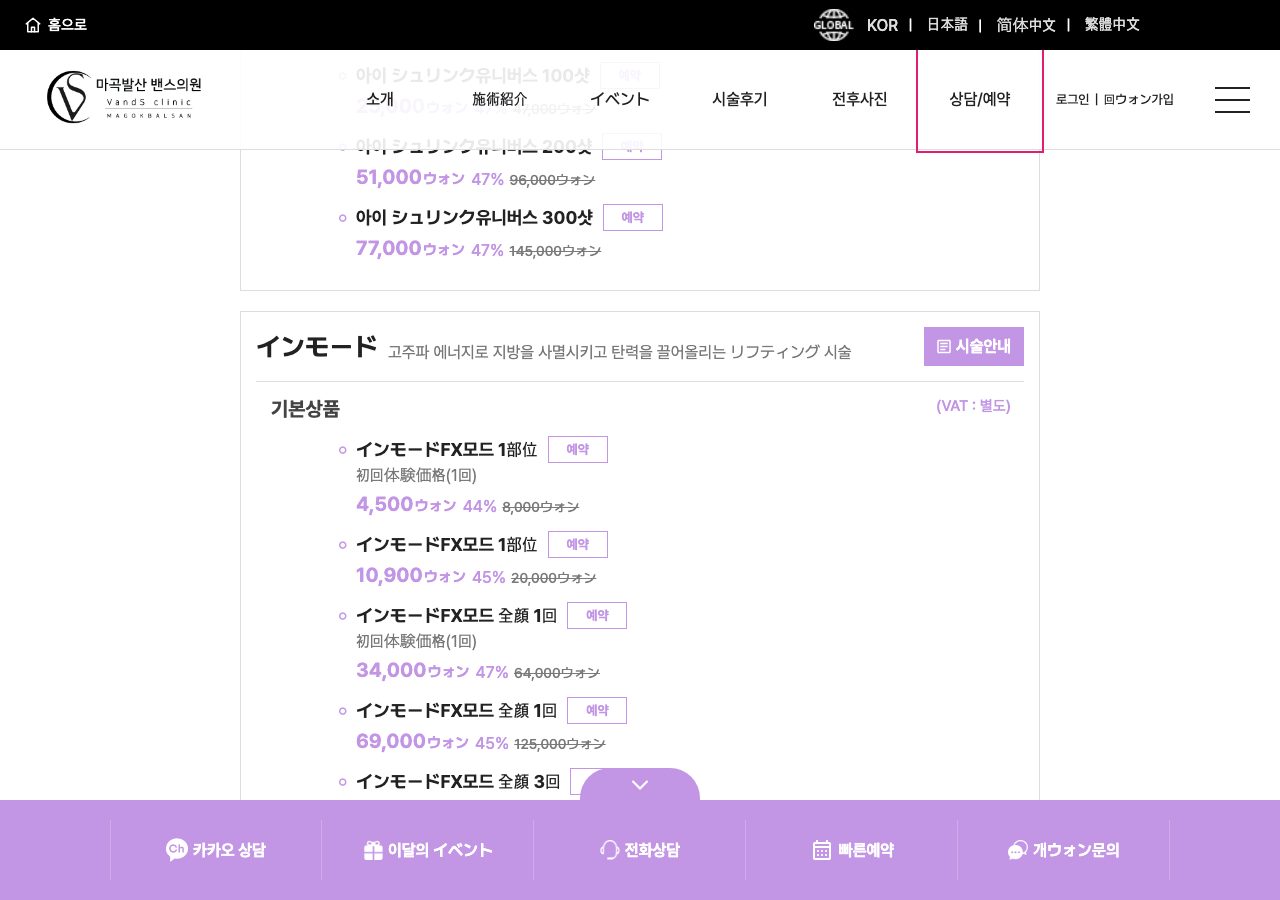 홈으로
GLOBAL KOR | 日本語 | 简体中文 | 繁體中文
마곡발산 밴스의원
VandS clinic
MAGOKBALSAN
소개 施術紹介 イベント 시술후기 전후사진 상담/예약 로그인 | 回ウォン가입
아이 シュリンク유니버스 100샷 예약
47,000ウォン
아이 シュリンク유니버스 200샷 예약
51,000ウォン 47% 96,000ウォン
아이 シュリンク유니버스 300샷 예약
77,000ウォン 47% 145,000ウォン
インモード 고주파 에너지로 지방을 사멸시키고 탄력을 끌어올리는 リフティング 시술 시술안내
기본상품 (VAT : 별도)
インモードFX모드 1部位 예약
初回体験価格(1回)
4,500ウォン 44% 8,000ウォン
インモードFX모드 1部位 예약
10,900ウォン 45% 20,000ウォン
インモードFX모드 全顔 1回 예약
初回体験価格(1回)
34,000ウォン 47% 64,000ウォン
インモードFX모드 全顔 1回 예약
69,000ウォン 45% 125,000ウォン
インモードFX모드 全顔 3回
Ch 카카오 상담 이달의 イベント 전화상담 빠른예약 개ウォン문의